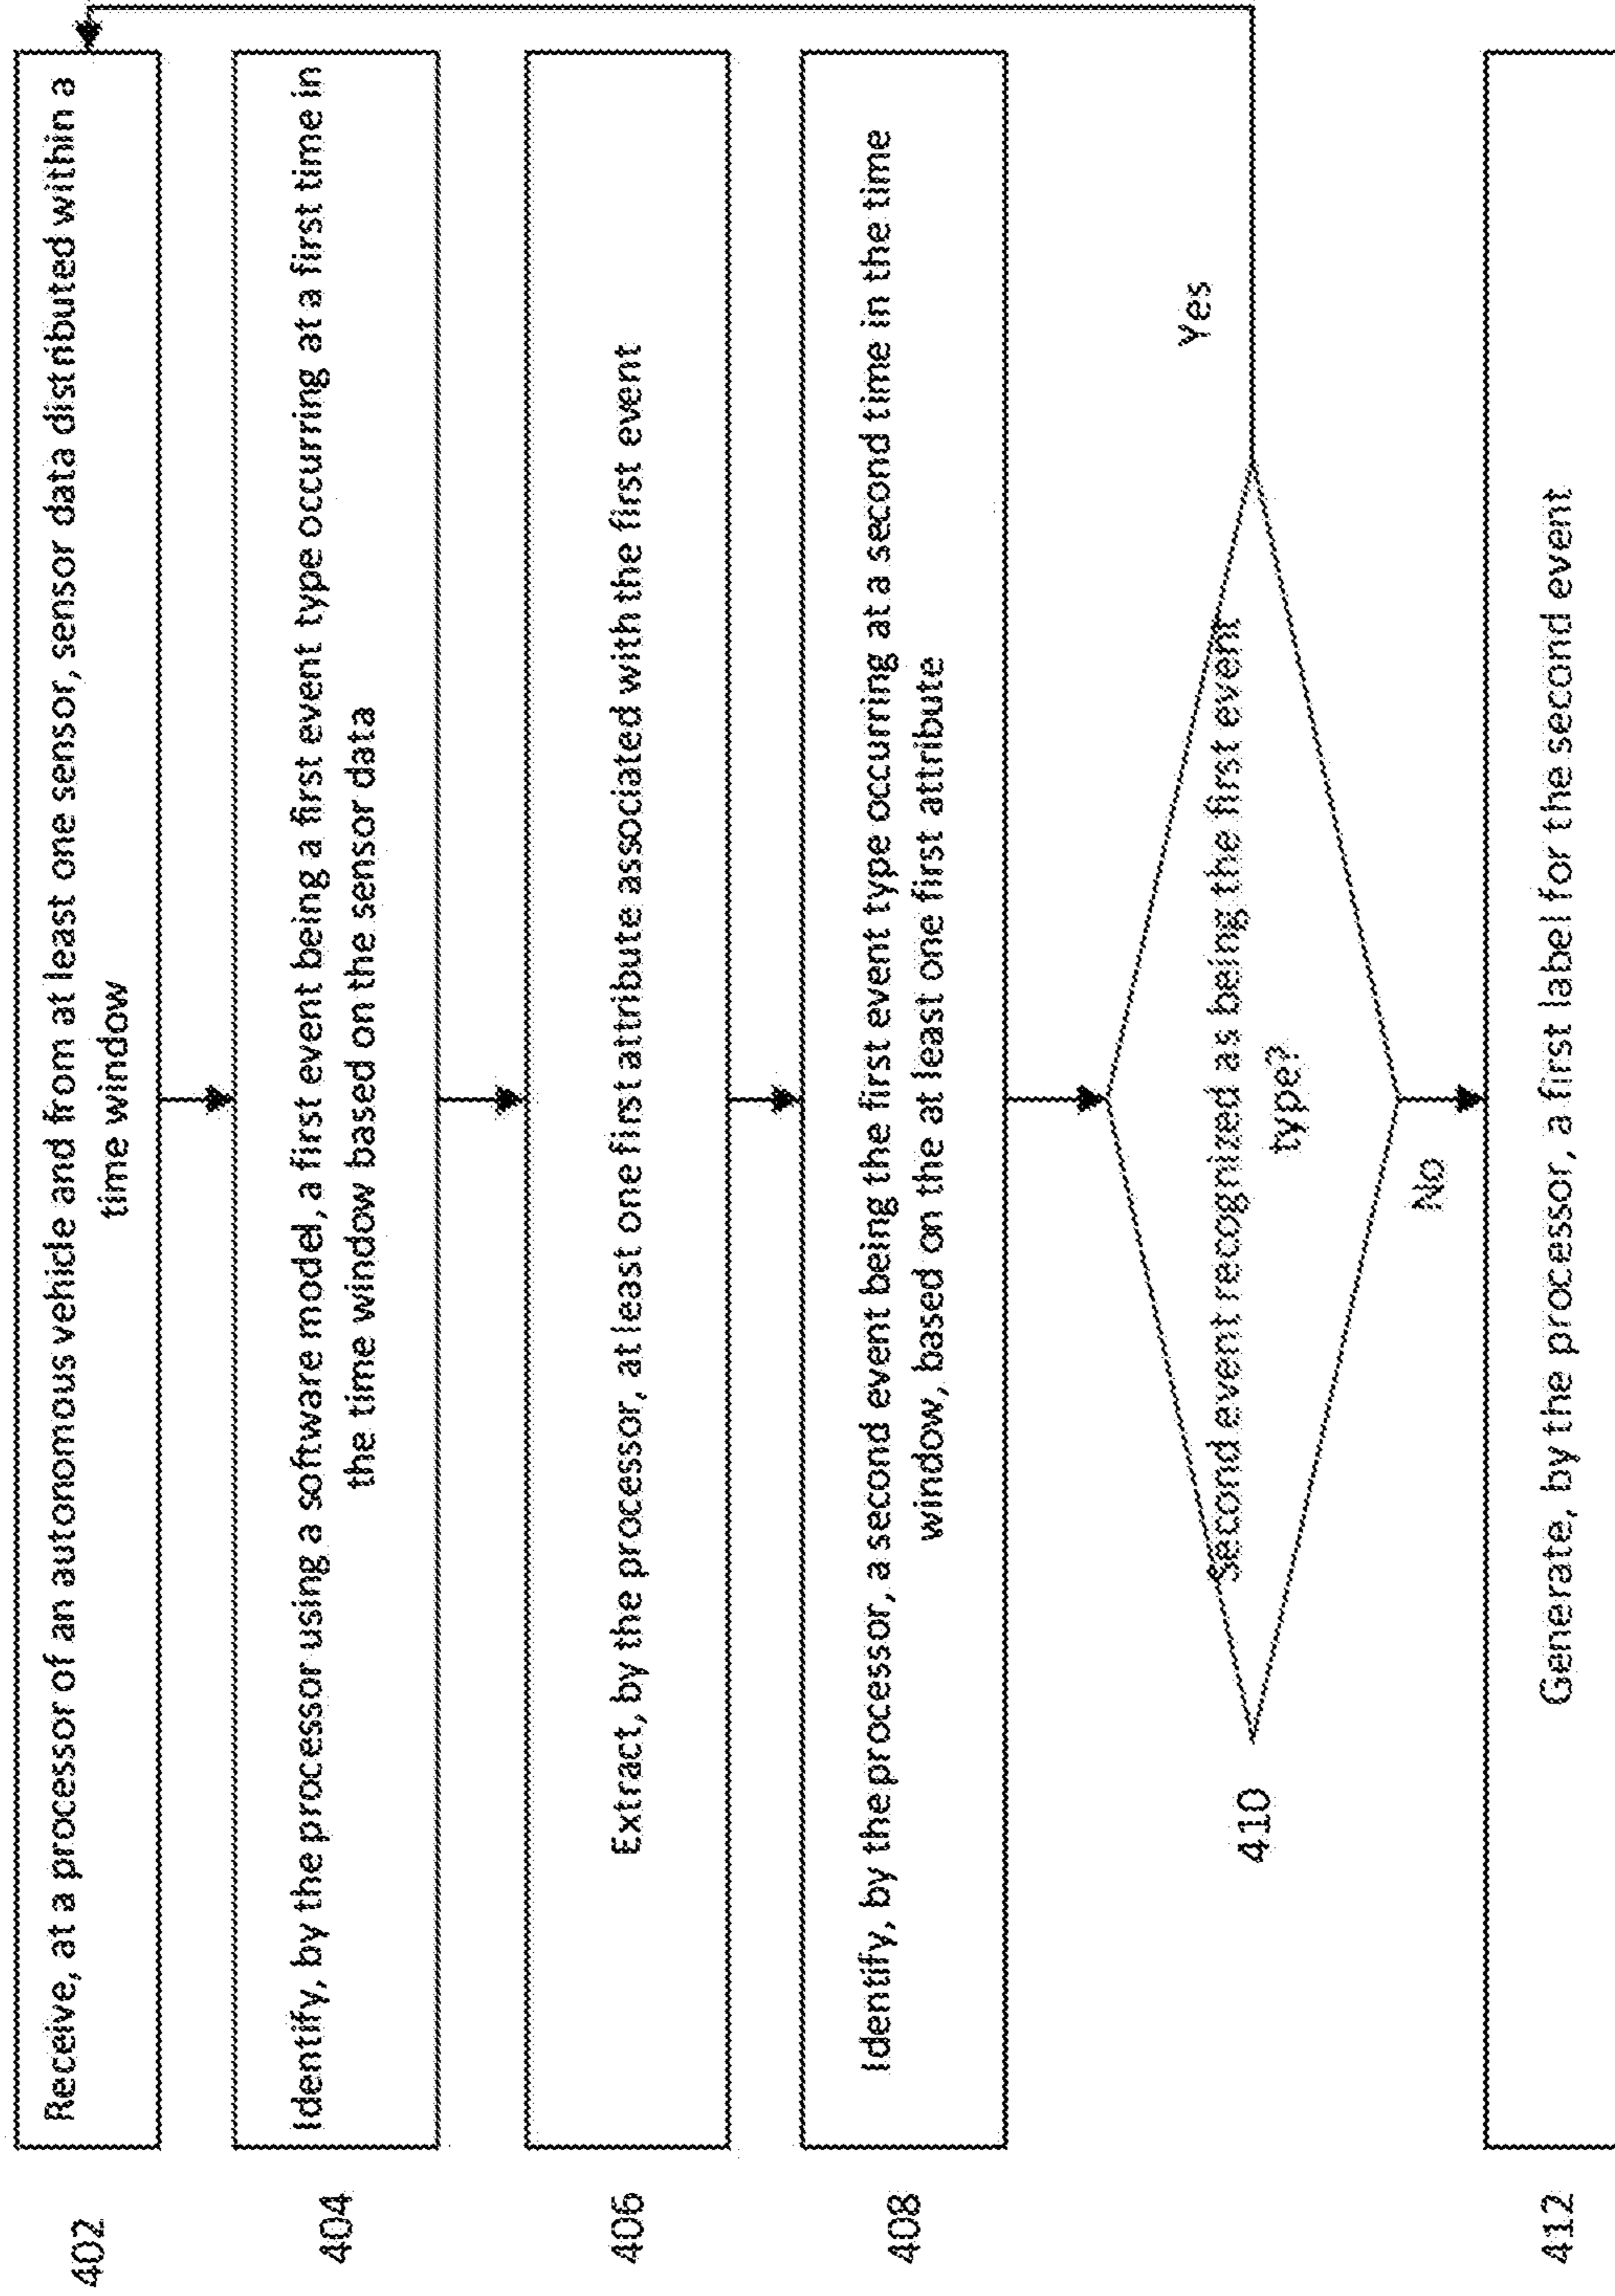 402
Receive, at a processor of an autonomous vehicle and from at least one sensor, sensor data distributed within a
time window
404
Identify, by the processor using a software model, a first event being a first event type occurring at a first time in
the time window based on the sensor data
406
Extract, by the processor, at least one first attribute associated with the first event
408
Identify, by the processor, a second event being the first event type occurring at a second time in the time
window, based on the at least one first attribute
410
Second event recognized as being the first event
type?
Yes
No
412
Generate, by the processor, a first label for the second event